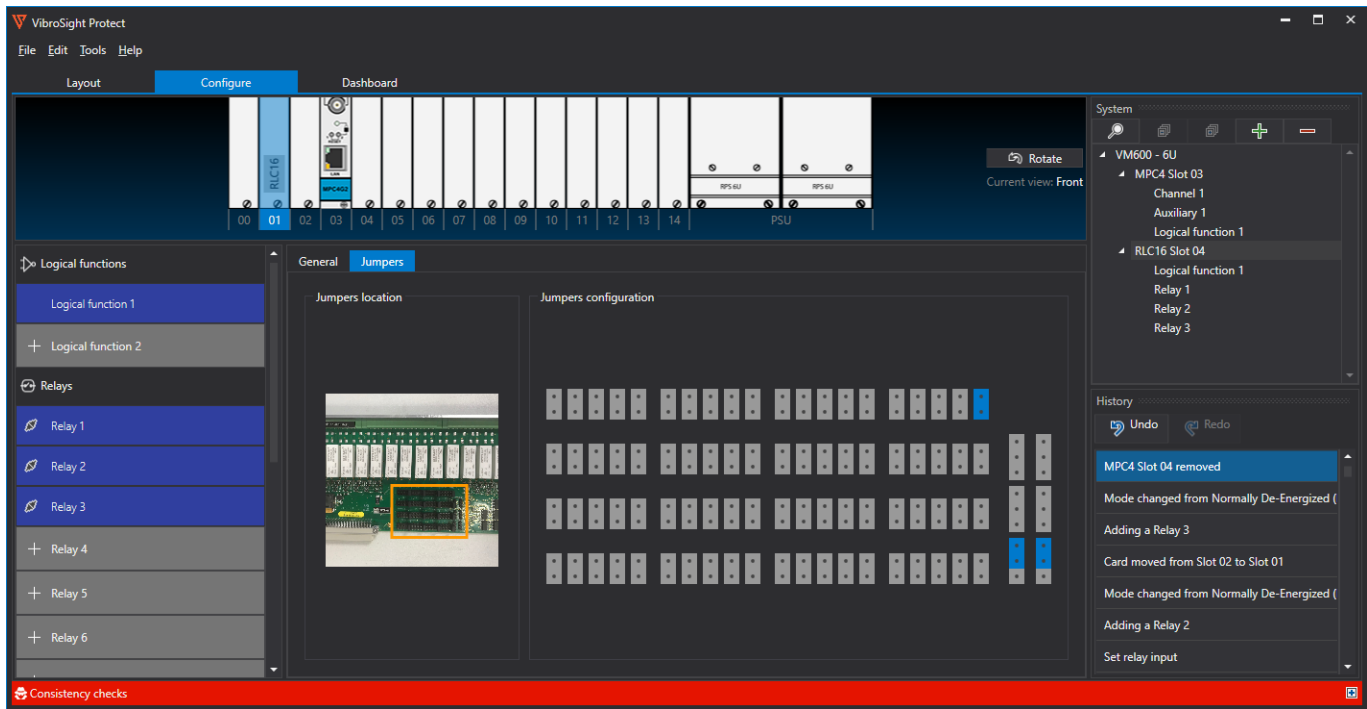 VibroSight Protect
File Edit Tools Help
Layout Configure Dashboard
RLC16
LINK
MPC4G2
RPS 6U RPS 6U
00 01 02 03 04 05 06 07 08 09 10 11 12 13 14 PSU
Rotate
Current view: Front
Logical functions
Logical function 1
Logical function 2
Relays
Relay 1
Relay 2
Relay 3
Relay 4
Relay 5
Relay 6
General Jumpers
Jumpers location
Jumpers configuration
System
VM600 - 6U
MPC4 Slot 03
Channel 1
Auxiliary 1
Logical function 1
RLC16 Slot 04
Logical function 1
Relay 1
Relay 2
Relay 3
History
Undo Redo
MPC4 Slot 04 removed
Mode changed from Normally De-Energized (
Adding a Relay 3
Card moved from Slot 02 to Slot 01
Mode changed from Normally De-Energized (
Adding a Relay 2
Set relay input
Consistency checks